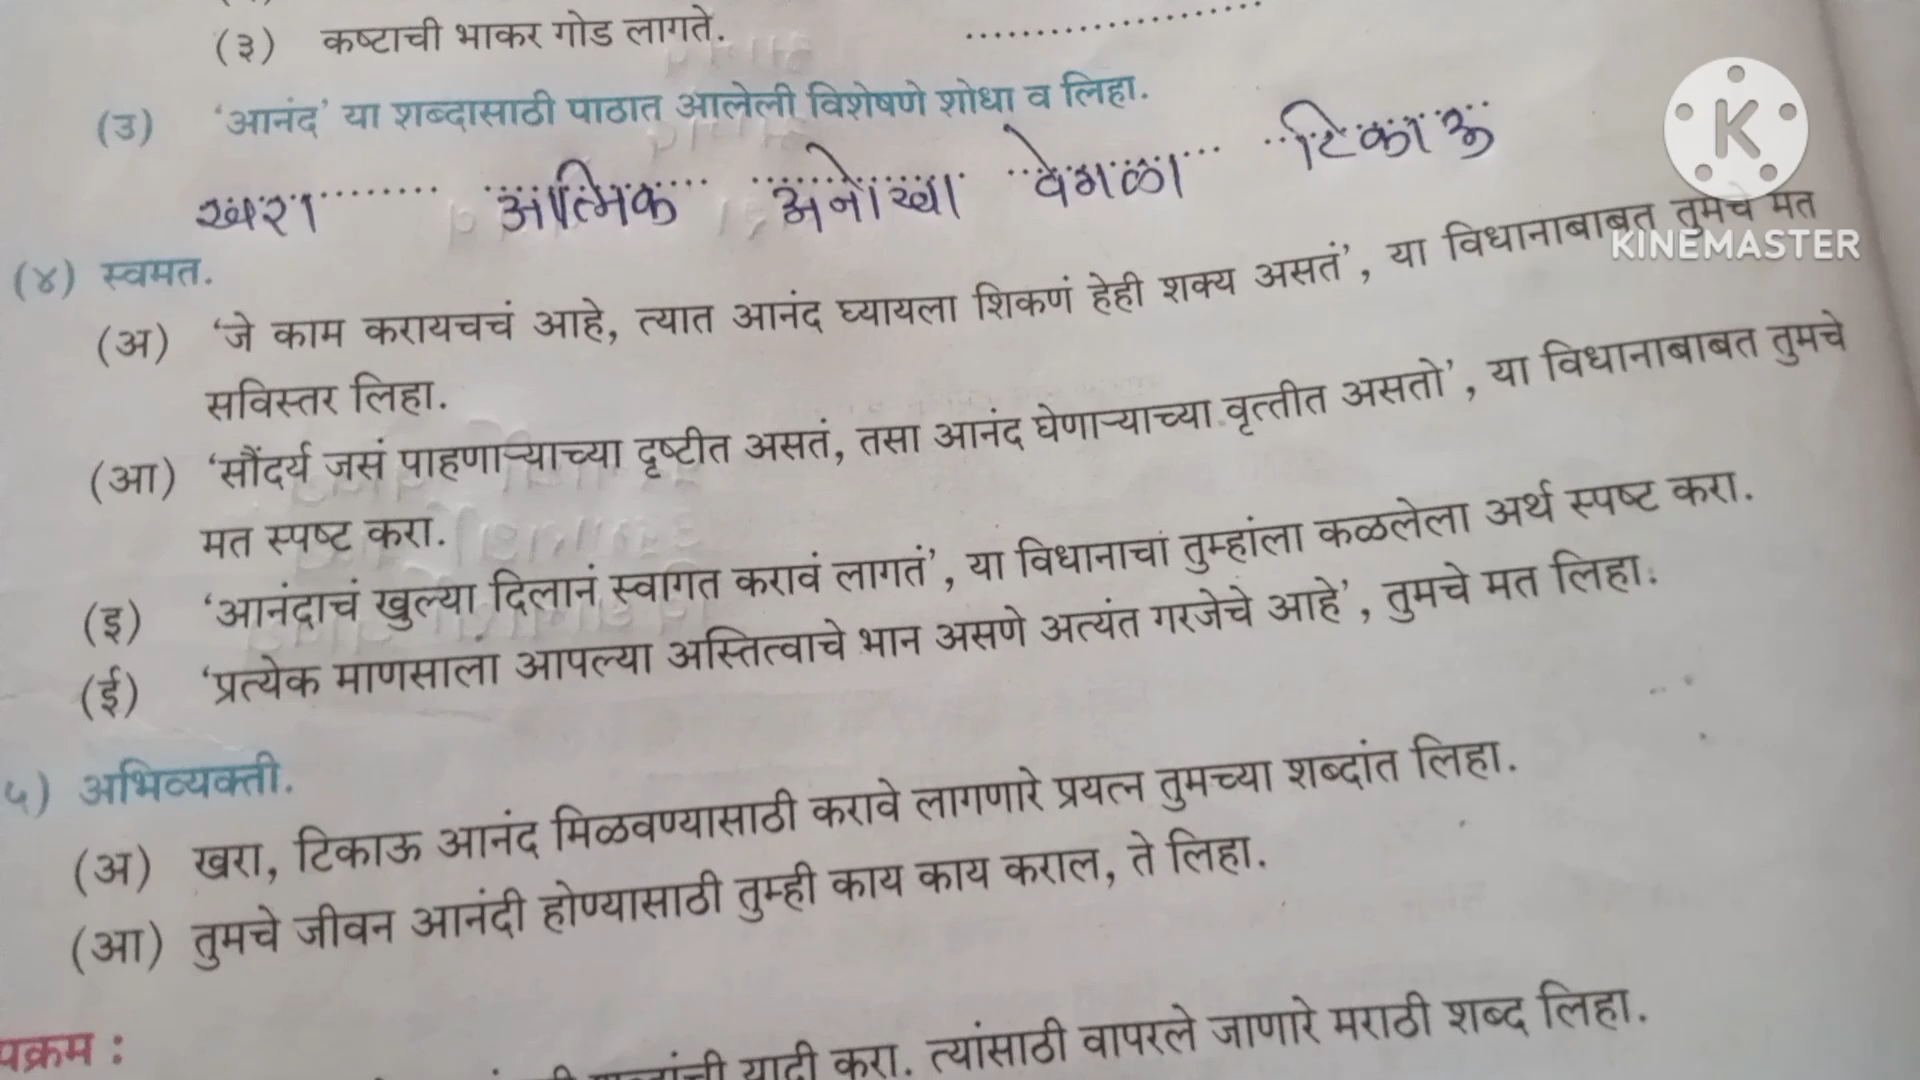 (३) कष्टाची भाकर गोड लागते. ..............................
(उ) 'आनंद' या शब्दासाठी पाठात आलेली विशेषणे शोधा व लिहा.
खरा आत्मिक अनोखा वेगळा टिकाऊ
(४) स्वमत.
(अ) 'जे काम करायचचं आहे, त्यात आनंद घ्यायला शिकणं हेही शक्य असतं', या विधानाबाबत तुमचे मत
सविस्तर लिहा.
(आ) 'सौंदर्य जसं पाहणाऱ्याच्या दृष्टीत असतं, तसा आनंद घेणाऱ्याच्या वृत्तीत असतो', या विधानाबाबत तुमचे
मत स्पष्ट करा.
(इ) 'आनंदाचं खुल्या दिलानं स्वागत करावं लागतं', या विधानाचा तुम्हांला कळलेला अर्थ स्पष्ट करा.
(ई) 'प्रत्येक माणसाला आपल्या अस्तित्वाचे भान असणे अत्यंत गरजेचे आहे', तुमचे मत लिहा.
५) अभिव्यक्ती.
(अ) खरा, टिकाऊ आनंद मिळवण्यासाठी करावे लागणारे प्रयत्न तुमच्या शब्दांत लिहा.
(आ) तुमचे जीवन आनंदी होण्यासाठी तुम्ही काय काय कराल, ते लिहा.
पक्रम :
यादी करा. त्यांसाठी वापरले जाणारे मराठी शब्द लिहा.
K
KINEMASTER